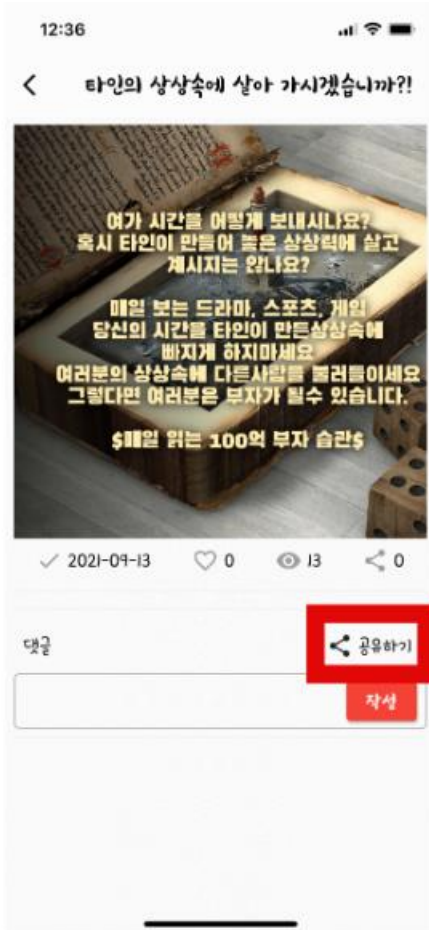 12:36
타인의 상상속에 살아 가시겠습니까?!
여가 시간을 어떻게 보내시나요?
혹시 타인이 만들어 놓은 상상력에 살고
계시지는 않나요?
매일 보는 드라마, 스포츠, 게임
당신의 시간을 타인이 만든상상속에
빠지게 하지마세요
여러분의 상상속에 다른사람을 불러들이세요
그렇다면 여러분은 부자가 될수 있습니다.
$매일 읽는 100억 부자 습관$
2021-09-13 0 13 0
댓글 공유하기
작성